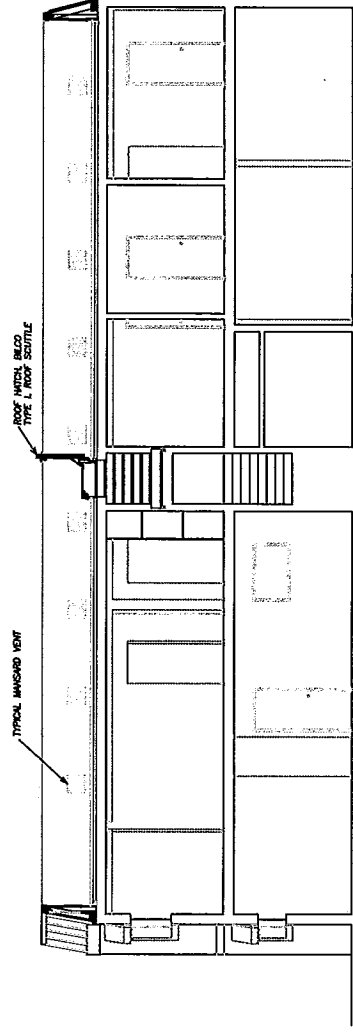 ROOF HATCH, BILCO
TYPE L ROOF SCUTTLE
TYPICAL MANSARD VENT